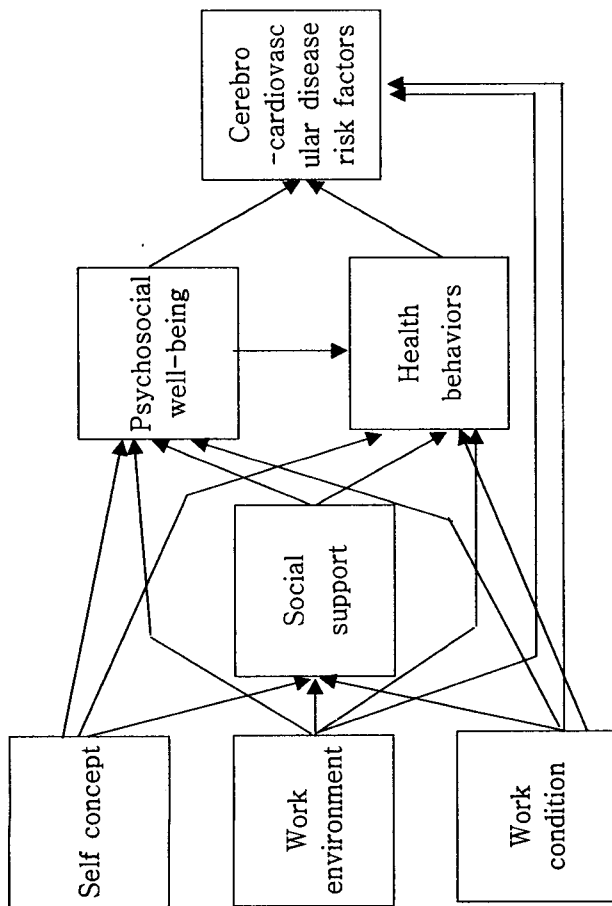 Self concept
Work
environment
Work
condition
Social
support
Psychosocial
well-being
Health
behaviors
Cerebro
-cardiovasc
ular disease
risk factors